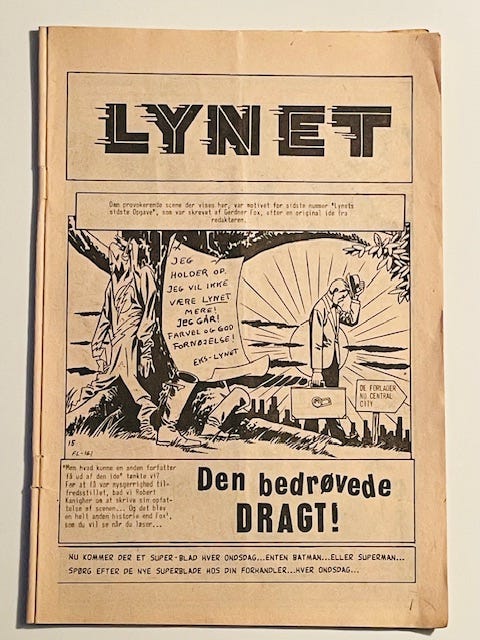 LYNET
Den provokerende scene der vises her, var motivet for sidste nummer "Lynets
sidste Opgave", som var skrevet af Gerdner Fox, efter en original ide fra
redaktøren.
JEG
HOLDER OP.
JEG VIL IKKE
VÆRE LYNET
MERE!
JEG GÅR!
FARVEL OG GOD
FORNØJELSE!
EKS-LYNET
DE FORLADER
NU CENTRAL
CITY
15
FL-161
"Men hvad kunne en anden forfatter
få ud af den ide" tænkte vi?
For at få vor nysgerrighed til-
fredsstillet, bad vi Robert
Kanigher om at skrive sin opfat-
telse af scenen... Og det blev
en helt anden historie end Fox',
som du vil se når du læser...
Den bedrøvede
DRAGT!
NU KOMMER DER ET SUPER-BLAD HVER ONSDAG...ENTEN BATMAN...ELLER SUPERMAN...
SPØRG EFTER DE NYE SUPERBLADE HOS DIN FORHANDLER...HVER ONSDAG...